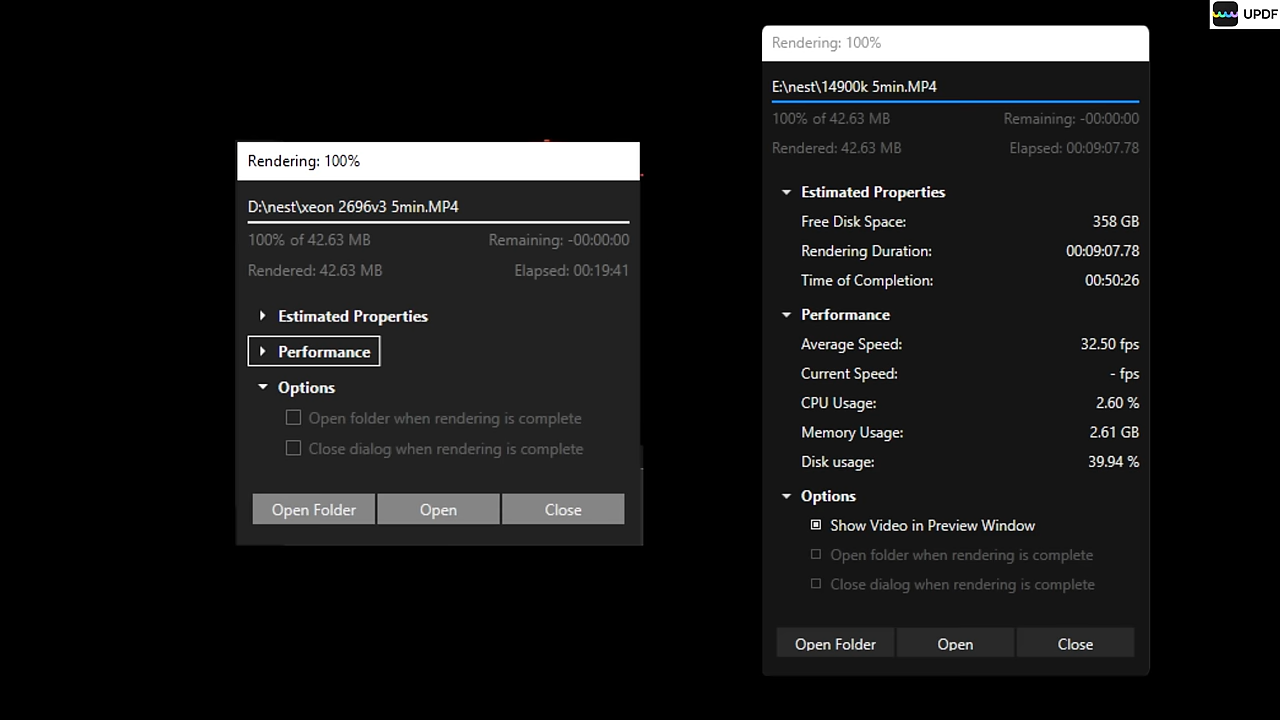 UPDF
Rendering: 100%
D:\nest\xeon 2696v3 5min.MP4
100% of 42.63 MB Remaining: -00:00:00
Rendered: 42.63 MB Elapsed: 00:19:41
Estimated Properties
Performance
Options
Open folder when rendering is complete
Close dialog when rendering is complete
Open Folder Open Close
Rendering: 100%
E:\nest\14900k 5min.MP4
100% of 42.63 MB Remaining: -00:00:00
Rendered: 42.63 MB Elapsed: 00:09:07.78
Estimated Properties
Free Disk Space: 358 GB
Rendering Duration: 00:09:07.78
Time of Completion: 00:50:26
Performance
Average Speed: 32.50 fps
Current Speed: - fps
CPU Usage: 2.60 %
Memory Usage: 2.61 GB
Disk usage: 39.94 %
Options
Show Video in Preview Window
Open folder when rendering is complete
Close dialog when rendering is complete
Open Folder Open Close